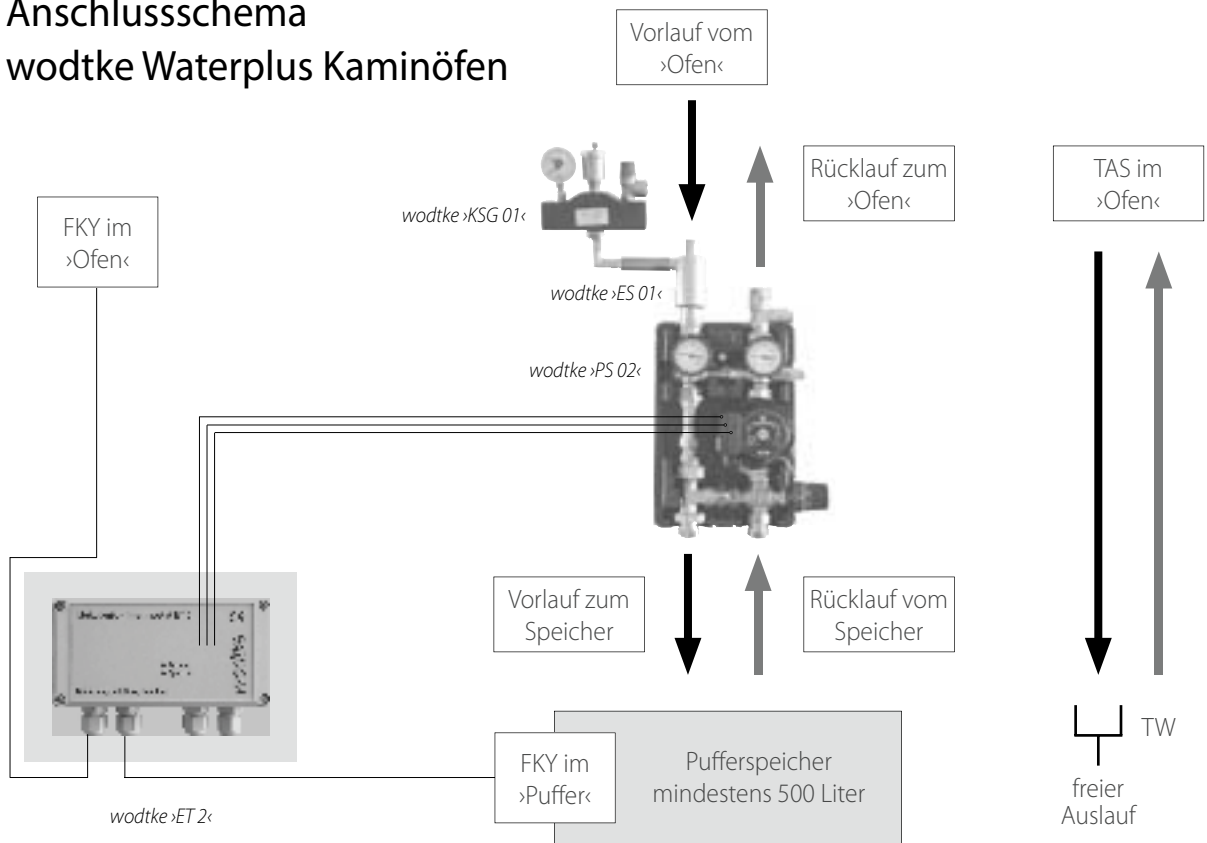 Anschlussschema
wodtke Waterplus Kaminöfen
Vorlauf vom
›Ofen‹
Rücklauf zum
›Ofen‹
TAS im
›Ofen‹
FKY im
›Ofen‹
wodtke ›KSG 01‹
wodtke ›ES 01‹
wodtke ›PS 02‹
Vorlauf zum
Speicher
Rücklauf vom
Speicher
FKY im
›Puffer‹
Pufferspeicher
mindestens 500 Liter
TW
freier
Auslauf
wodtke ›ET 2‹